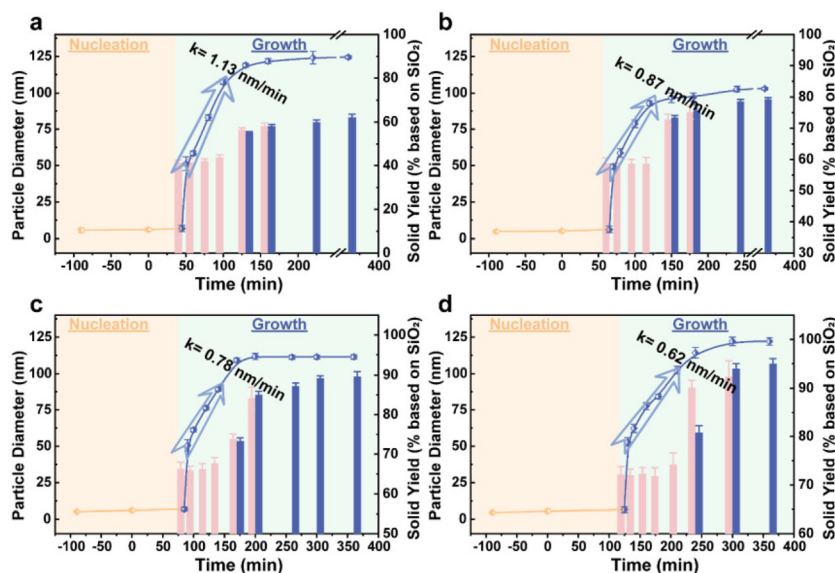 a
Nucleation
Growth
k= 1.13 nm/min
Particle Diameter (nm)
125
100
75
50
25
0
Solid Yield (% based on SiO₂)
100
80
60
40
20
0
-100 -50 0 50 100 150 200 400
Time (min)
b
Nucleation
Growth
k= 0.87 nm/min
Particle Diameter (nm)
125
100
75
50
25
0
Solid Yield (% based on SiO₂)
100
90
80
70
60
50
40
30
-100 -50 0 50 100 150 200 250 400
Time (min)
c
Nucleation
Growth
k= 0.78 nm/min
Particle Diameter (nm)
125
100
75
50
25
0
Solid Yield (% based on SiO₂)
100
90
80
70
60
50
-100 -50 0 50 100 150 200 250 300 350 400
Time (min)
d
Nucleation
Growth
k= 0.62 nm/min
Particle Diameter (nm)
125
100
75
50
25
0
Solid Yield (% based on SiO₂)
100
90
80
70
60
-100 -50 0 50 100 150 200 250 300 350 400
Time (min)